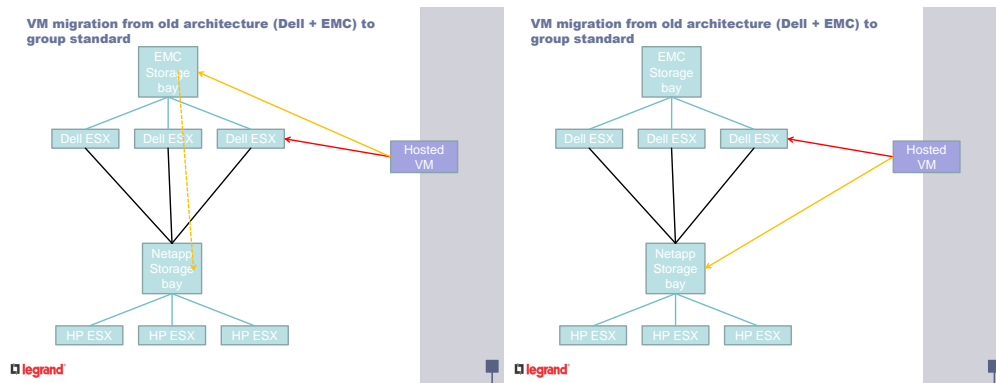 VM migration from old architecture (Dell + EMC) to
group standard
EMC
Storage
bay
Dell ESX
Dell ESX
Dell ESX
Hosted
VM
Netapp
Storage
bay
HP ESX
HP ESX
HP ESX
legrand
VM migration from old architecture (Dell + EMC) to
group standard
EMC
Storage
bay
Dell ESX
Dell ESX
Dell ESX
Hosted
VM
Netapp
Storage
bay
HP ESX
HP ESX
HP ESX
legrand